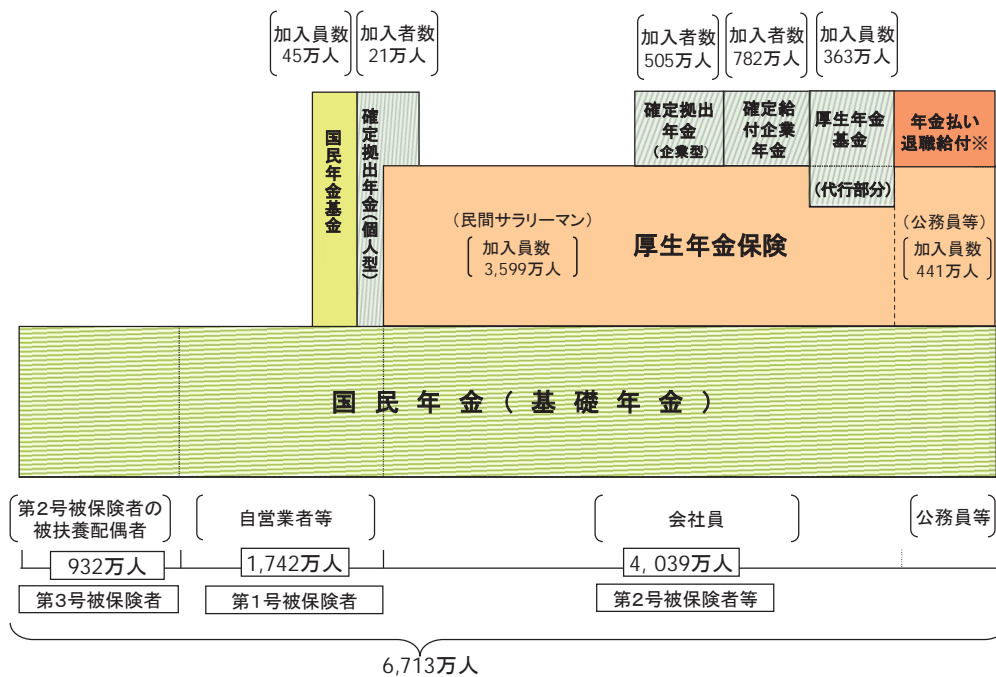 加入員数
45万人
加入者数
21万人
加入者数
505万人
加入者数
782万人
加入員数
363万人
国民年金基金
確定拠出年金(個人型)
確定拠出
年金
(企業型)
確定給
付企業
年金
厚生年金
基金
(代行部分)
年金払い
退職給付※
(民間サラリーマン)
加入員数
3,599万人
厚生年金保険
(公務員等)
加入員数
441万人
国民年金(基礎年金)
第2号被保険者の
被扶養配偶者
自営業者等
会社員
公務員等
932万人
1,742万人
4,039万人
第3号被保険者
第1号被保険者
第2号被保険者等
6,713万人